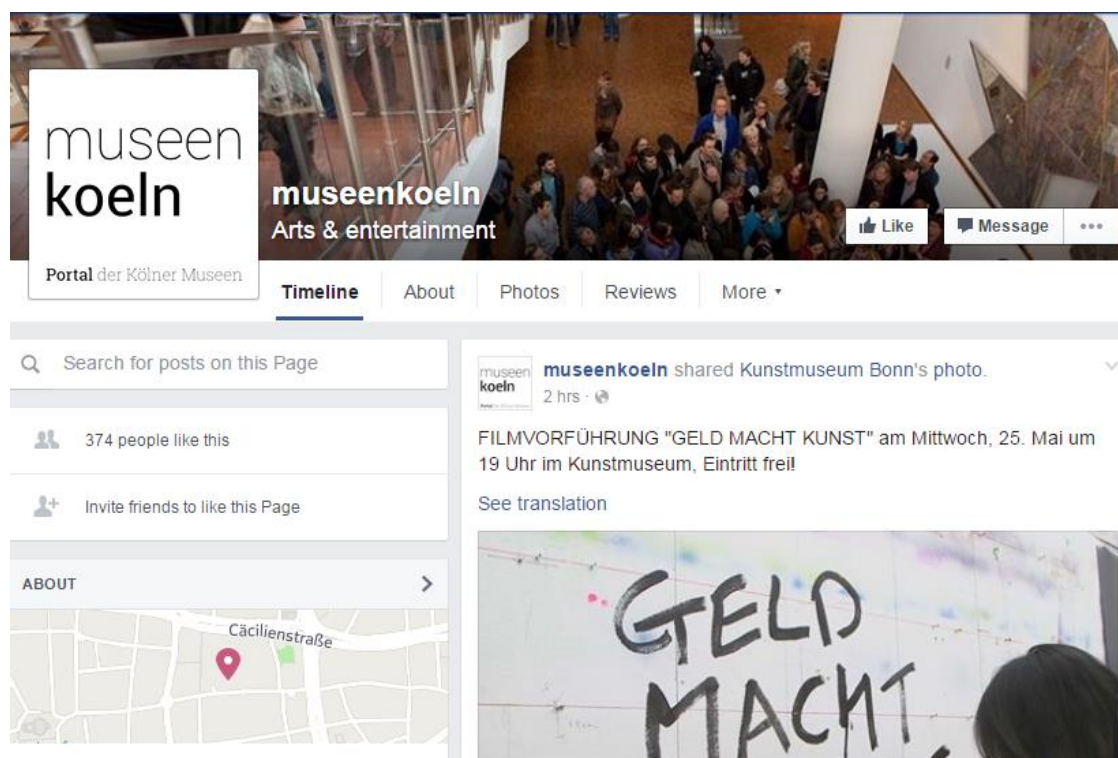 museen
koeln
Portal der Kölner Museen
museenkoeln
Arts & entertainment
Like
Message
Timeline
About
Photos
Reviews
More
Search for posts on this Page
374 people like this
Invite friends to like this Page
ABOUT
Cäcilienstraße
museen
koeln
museenkoeln shared Kunstmuseum Bonn's photo.
2 hrs ·
FILMVORFÜHRUNG "GELD MACHT KUNST" am Mittwoch, 25. Mai um
19 Uhr im Kunstmuseum, Eintritt frei!
See translation
GELD
MACHT